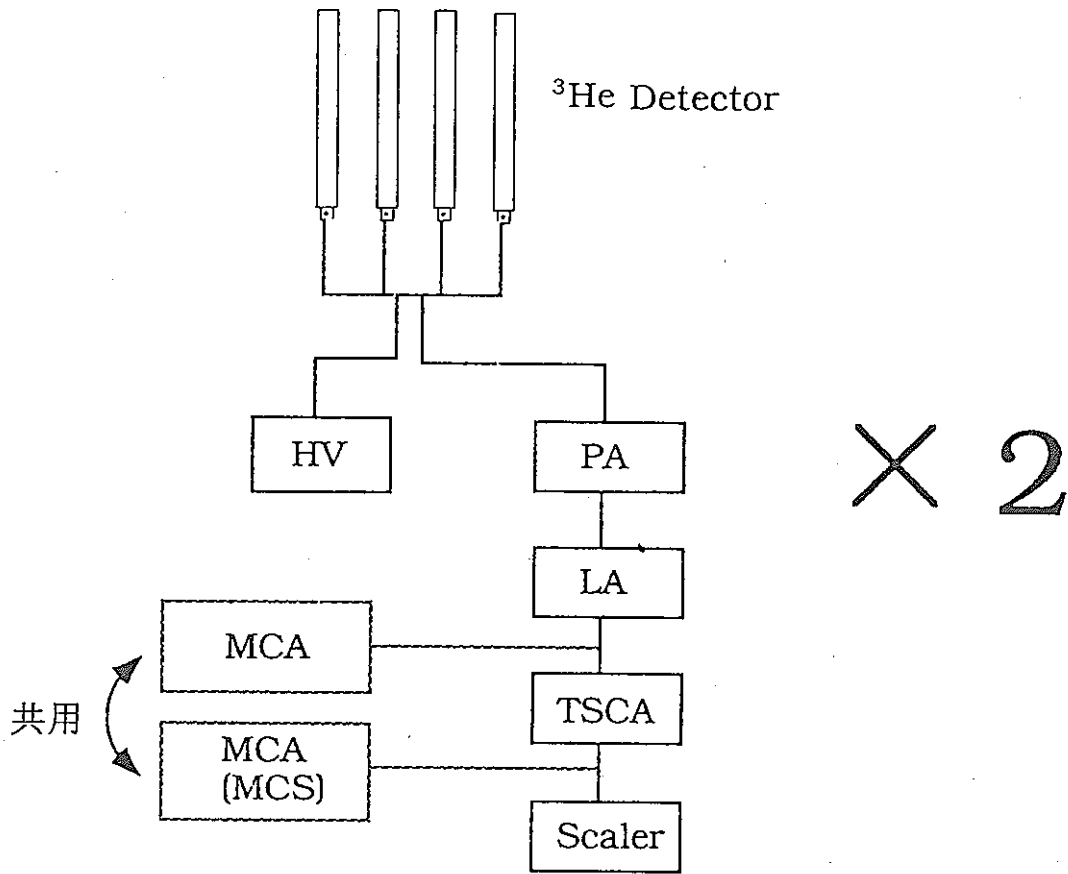 ³He Detector
HV
PA
× 2
LA
MCA
共用
TSCA
MCA
(MCS)
Scaler